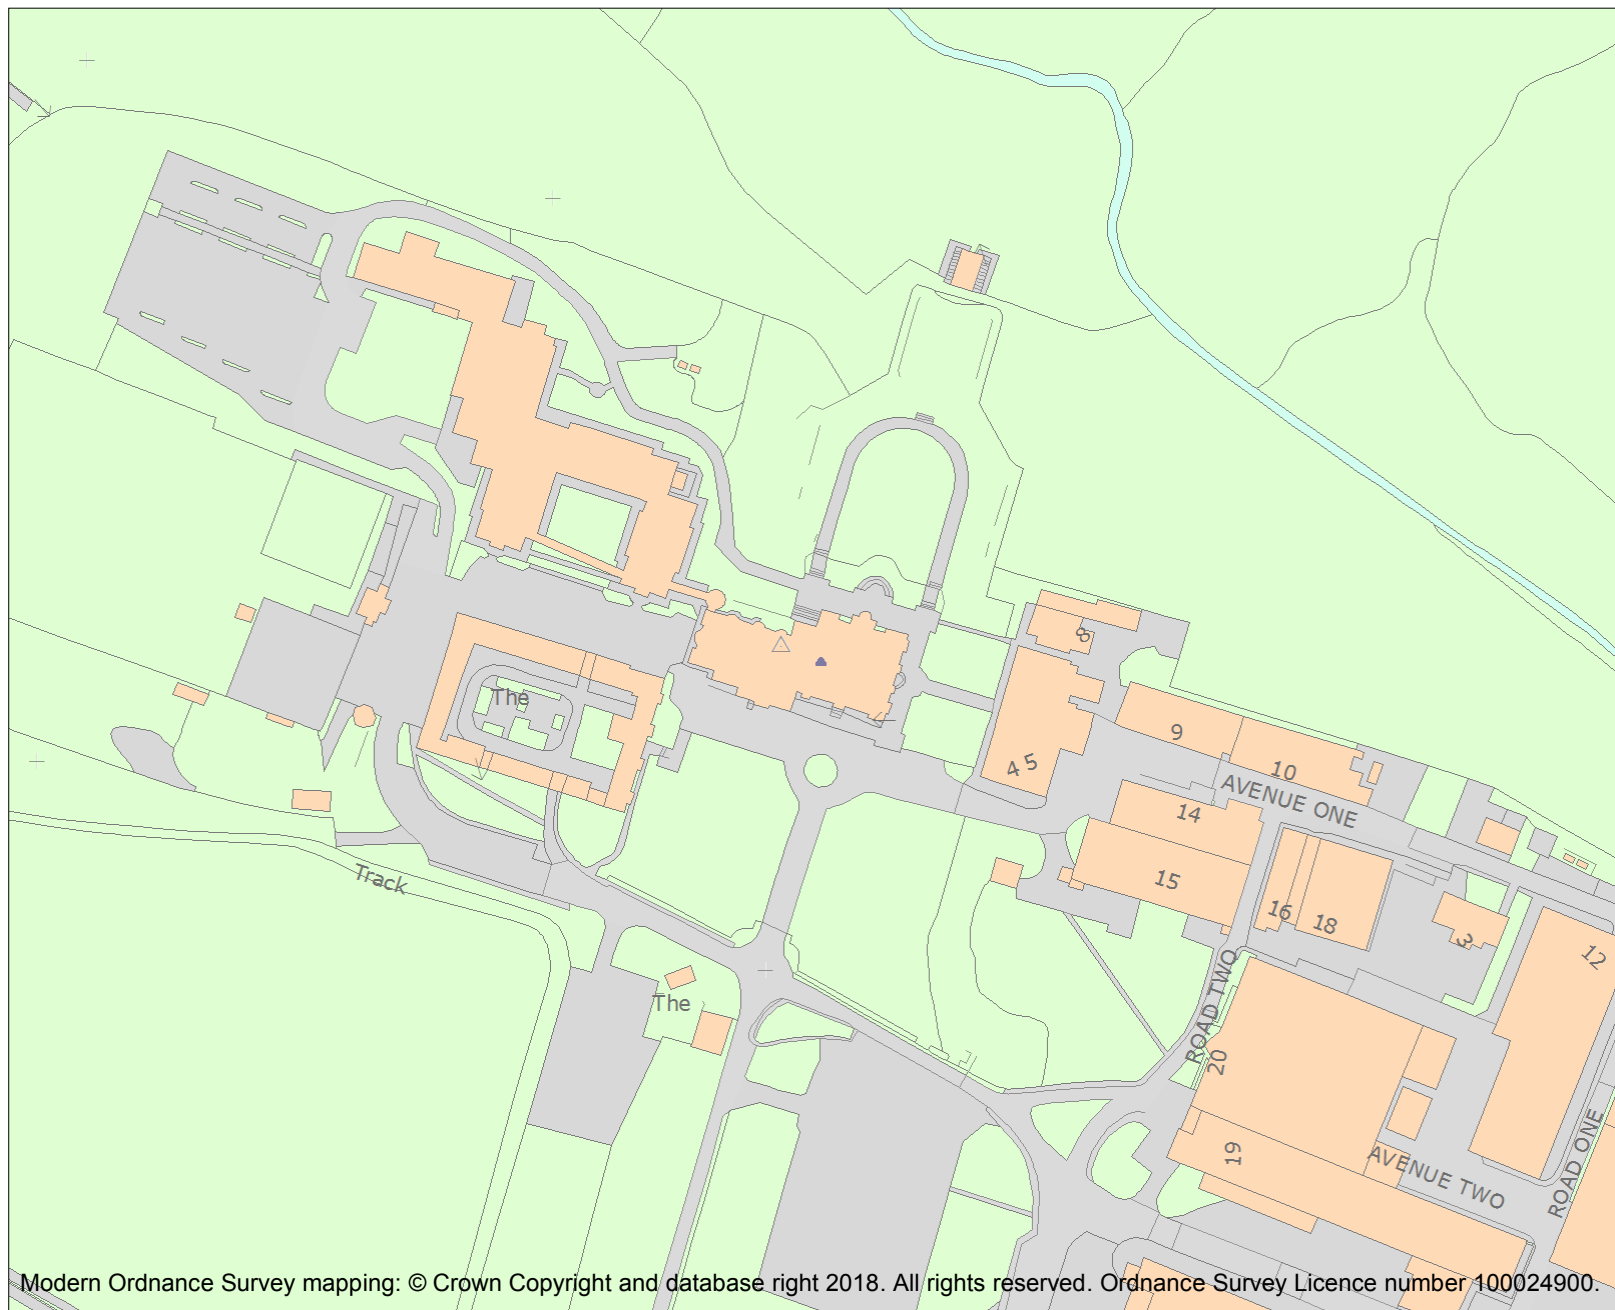 8
The
9
4 5
10
AVENUE ONE
14
Track
15
16
18
3
12
The
ROAD TWO
20
19
AVENUE TWO
ROAD ONE
Modern Ordnance Survey mapping: © Crown Copyright and database right 2018. All rights reserved. Ordnance Survey Licence number 100024900.